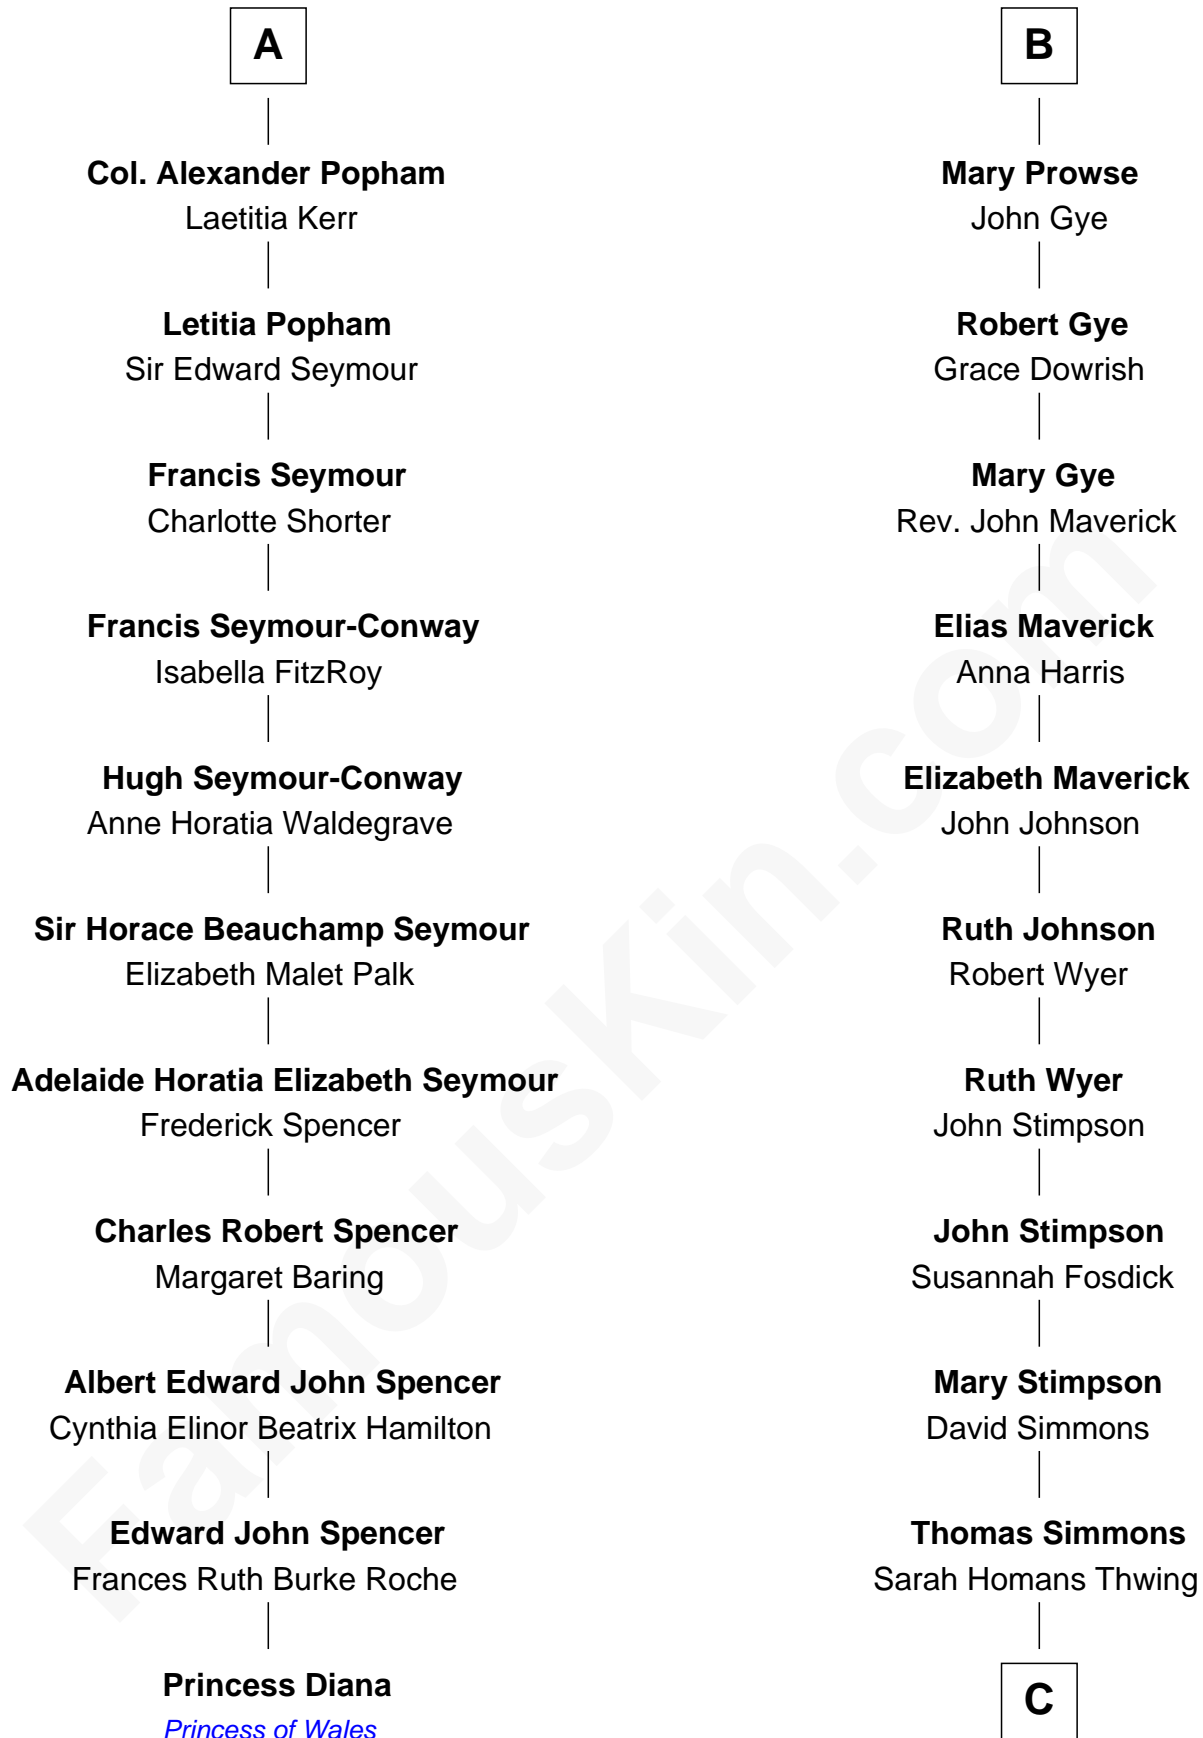 A
Col. Alexander Popham
Laetitia Kerr
Letitia Popham
Sir Edward Seymour
Francis Seymour
Charlotte Shorter
Francis Seymour-Conway
Isabella FitzRoy
Hugh Seymour-Conway
Anne Horatia Waldegrave
Sir Horace Beauchamp Seymour
Elizabeth Malet Palk
Adelaide Horatia Elizabeth Seymour
Frederick Spencer
Charles Robert Spencer
Margaret Baring
Albert Edward John Spencer
Cynthia Elinor Beatrix Hamilton
Edward John Spencer
Frances Ruth Burke Roche
Princess Diana
Princess of Wales
B
Mary Prowse
John Gye
Robert Gye
Grace Dowrish
Mary Gye
Rev. John Maverick
Elias Maverick
Anna Harris
Elizabeth Maverick
John Johnson
Ruth Johnson
Robert Wyer
Ruth Wyer
John Stimpson
John Stimpson
Susannah Fosdick
Mary Stimpson
David Simmons
Thomas Simmons
Sarah Homans Thwing
C
FamousKin.com